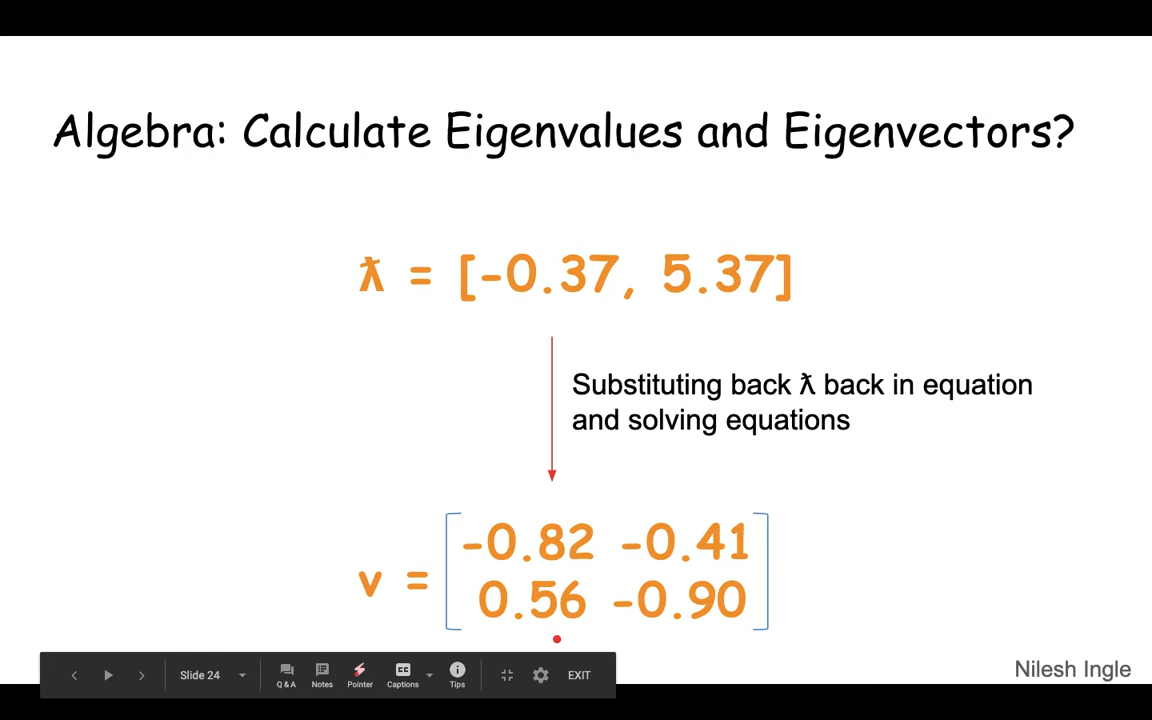 Algebra: Calculate Eigenvalues and Eigenvectors?
ƛ = [-0.37, 5.37]
Substituting back ƛ back in equation
and solving equations
v =
-0.82 -0.41
0.56 -0.90
Slide 24
Q & A
Notes
Pointer
CC
Captions
Tips
EXIT
Nilesh Ingle